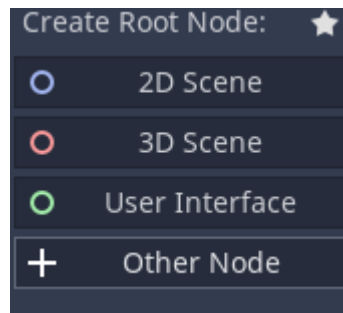 Create Root Node:
2D Scene
3D Scene
User Interface
Other Node